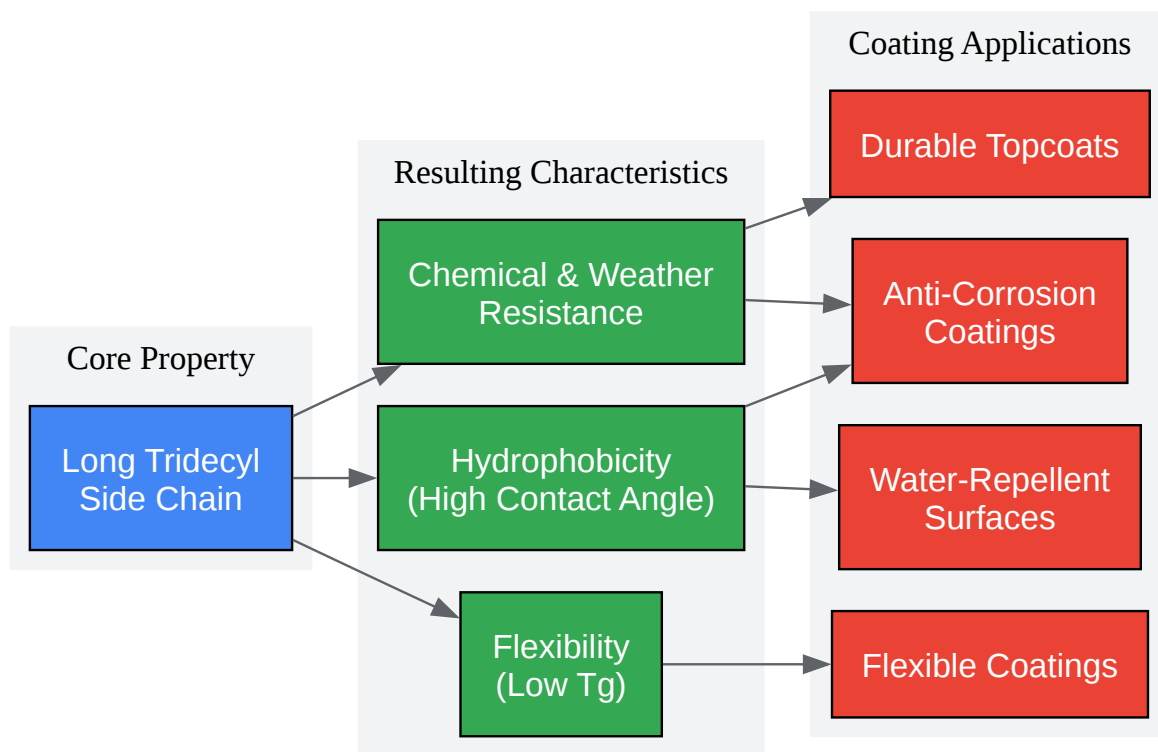 Core Property
Long Tridecyl
Side Chain
Resulting Characteristics
Chemical & Weather
Resistance
Hydrophobicity
(High Contact Angle)
Flexibility
(Low Tg)
Coating Applications
Durable Topcoats
Anti-Corrosion
Coatings
Water-Repellent
Surfaces
Flexible Coatings